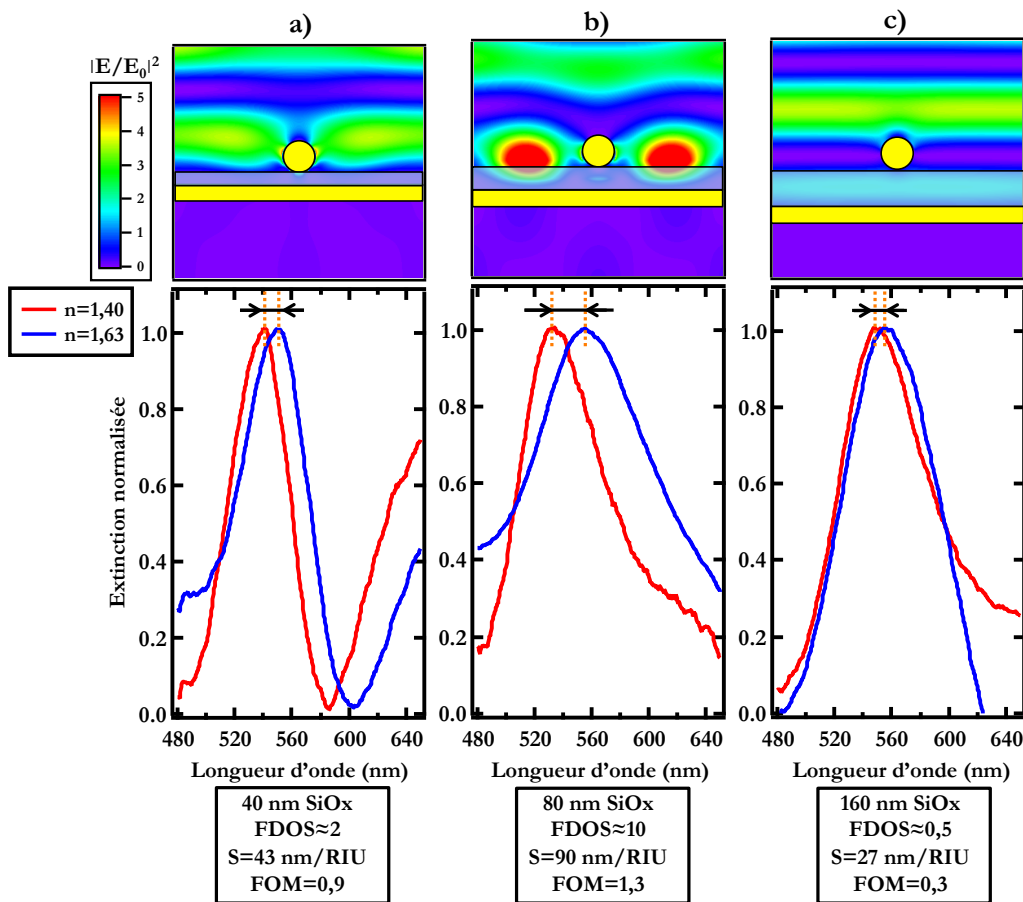 a)
b)
c)
|E/E0|²
5
4
3
2
1
0
n=1,40
n=1,63
Extinction normalisée
1.0
0.8
0.6
0.4
0.2
0.0
480 520 560 600 640
Longueur d'onde (nm)
1.0
0.8
0.6
0.4
0.2
0.0
480 520 560 600 640
Longueur d'onde (nm)
1.0
0.8
0.6
0.4
0.2
0.0
480 520 560 600 640
Longueur d'onde (nm)
40 nm SiOx
FDOS≈2
S=43 nm/RIU
FOM=0,9
80 nm SiOx
FDOS≈10
S=90 nm/RIU
FOM=1,3
160 nm SiOx
FDOS≈0,5
S=27 nm/RIU
FOM=0,3